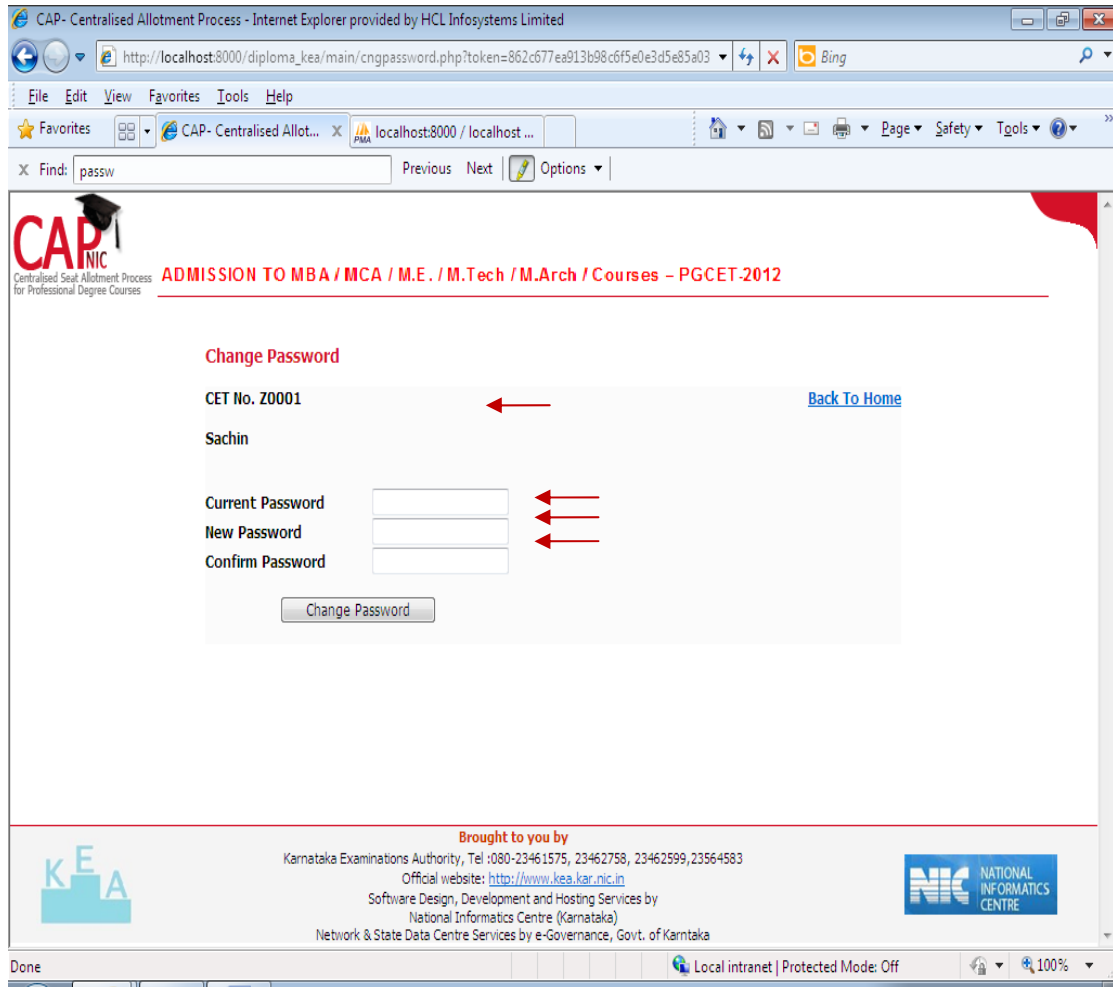 CAP- Centralised Allotment Process - Internet Explorer provided by HCL Infosystems Limited
http://localhost:8000/diploma_kea/main/cngpassword.php?token=862c677ea913b98c6f5e0e3d5e85a03
Bing
File Edit View Favorites Tools Help
Favorites
CAP- Centralised Allot... X
PMA localhost:8000 / localhost ...
Page Safety Tools
X Find: passw Previous Next Options
CAP
NIC
Centralised Seat Allotment Process
for Professional Degree Courses
ADMISSION TO MBA / MCA / M.E. / M.Tech / M.Arch / Courses – PGCET-2012
Change Password
CET No. Z0001
Back To Home
Sachin
Current Password
New Password
Confirm Password
Change Password
Brought to you by
Karnataka Examinations Authority, Tel :080-23461575, 23462758, 23462599,23564583
Official website: http://www.kea.kar.nic.in
Software Design, Development and Hosting Services by
National Informatics Centre (Karnataka)
Network & State Data Centre Services by e-Governance, Govt. of Karntaka
KEA
NIC
NATIONAL
INFORMATICS
CENTRE
Done
Local intranet | Protected Mode: Off
100%